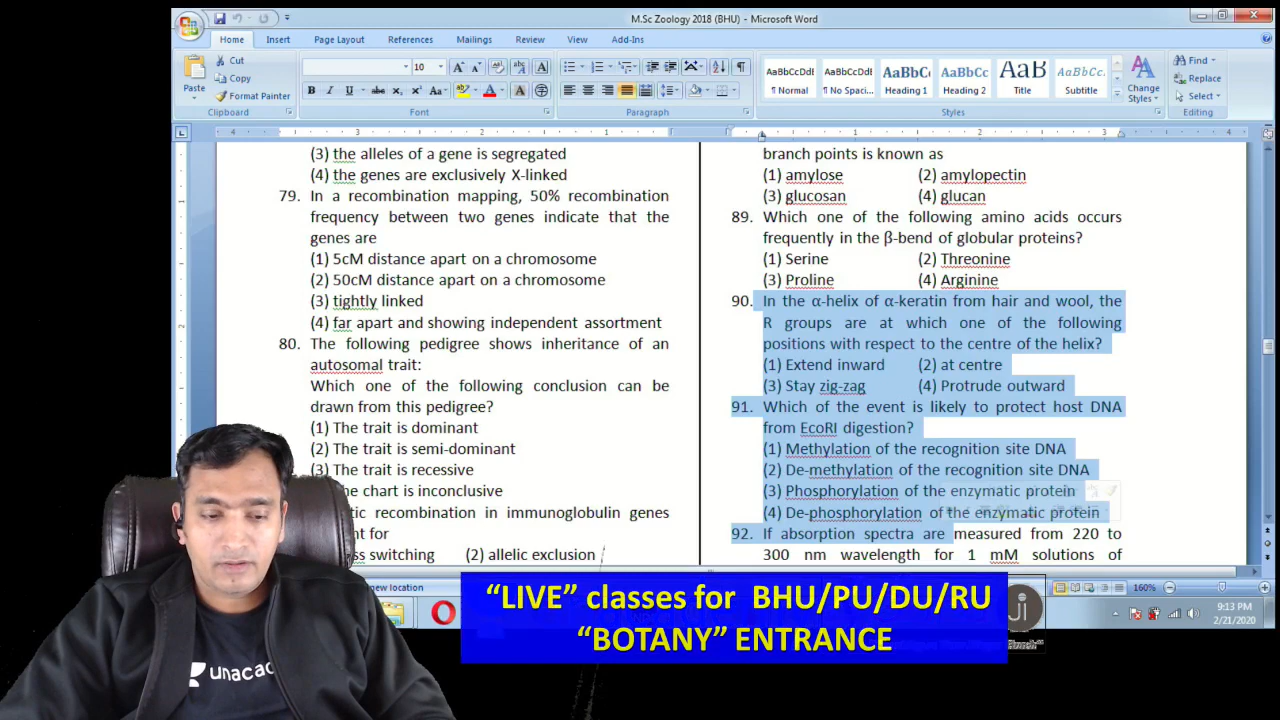 M.Sc Zoology 2018 (BHU) - Microsoft Word
Home Insert Page Layout References Mailings Review View Add-Ins
Paste
Cut
Copy
Format Painter
Clipboard
10
Font
Paragraph
AaBbCcDd AaBbCcDd AaBbC AaBbCc AaB AaBbCc.
¶ Normal ¶ No Spaci... Heading 1 Heading 2 Title Subtitle
Change Styles
Styles
Find
Replace
Select
Editing
(3) the alleles of a gene is segregated
(4) the genes are exclusively X-linked
79. In a recombination mapping, 50% recombination
frequency between two genes indicate that the
genes are
(1) 5cM distance apart on a chromosome
(2) 50cM distance apart on a chromosome
(3) tightly linked
(4) far apart and showing independent assortment
80. The following pedigree shows inheritance of an
autosomal trait:
Which one of the following conclusion can be
drawn from this pedigree?
(1) The trait is dominant
(2) The trait is semi-dominant
(3) The trait is recessive
chart is inconclusive
recombination in immunoglobulin genes
for
switching (2) allelic exclusion
branch points is known as
(1) amylose (2) amylopectin
(3) glucosan (4) glucan
89. Which one of the following amino acids occurs
frequently in the β-bend of globular proteins?
(1) Serine (2) Threonine
(3) Proline (4) Arginine
90. In the α-helix of α-keratin from hair and wool, the
R groups are at which one of the following
positions with respect to the centre of the helix?
(1) Extend inward (2) at centre
(3) Stay zig-zag (4) Protrude outward
91. Which of the event is likely to protect host DNA
from EcoRI digestion?
(1) Methylation of the recognition site DNA
(2) De-methylation of the recognition site DNA
(3) Phosphorylation of the enzymatic protein
(4) De-phosphorylation of the enzymatic protein
92. If absorption spectra are measured from 220 to
300 nm wavelength for 1 mM solutions of
new location
160%
9:13 PM
2/21/2020
"LIVE" classes for BHU/PU/DU/RU
"BOTANY" ENTRANCE
unacad